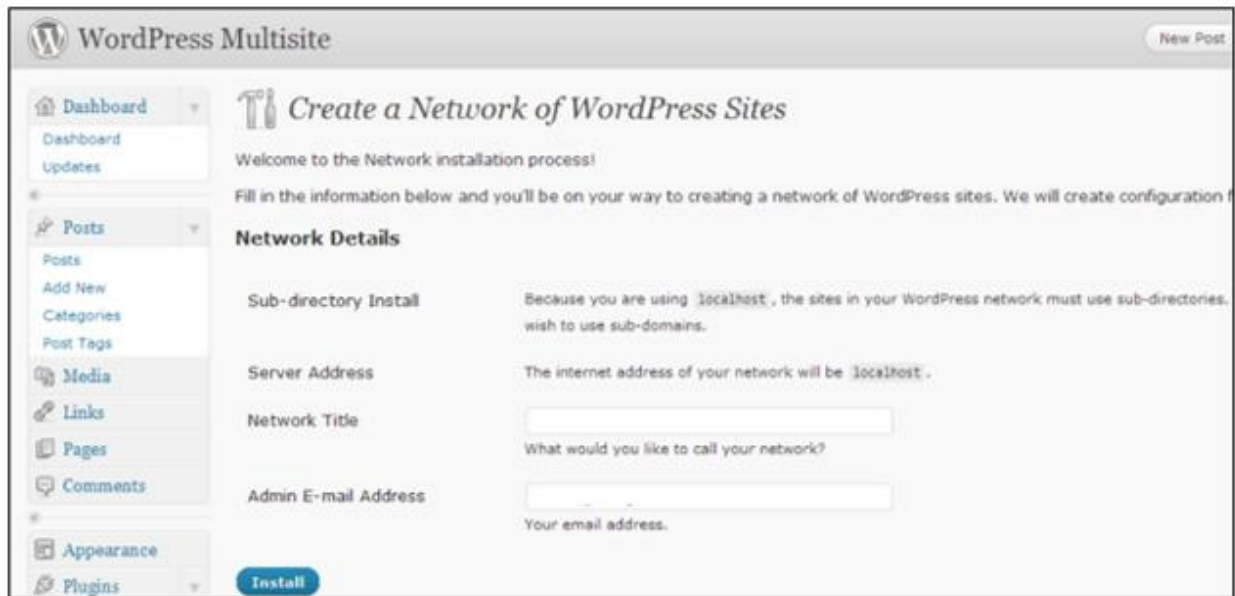 WordPress Multisite
New Post
Dashboard
Dashboard
Updates
Posts
Posts
Add New
Categories
Post Tags
Media
Links
Pages
Comments
Appearance
Plugins
Create a Network of WordPress Sites
Welcome to the Network installation process!
Fill in the information below and you'll be on your way to creating a network of WordPress sites. We will create configuration f
Network Details
Sub-directory Install
Because you are using localhost , the sites in your WordPress network must use sub-directories.
wish to use sub-domains.
Server Address
The internet address of your network will be localhost .
Network Title
What would you like to call your network?
Admin E-mail Address
Your email address.
Install